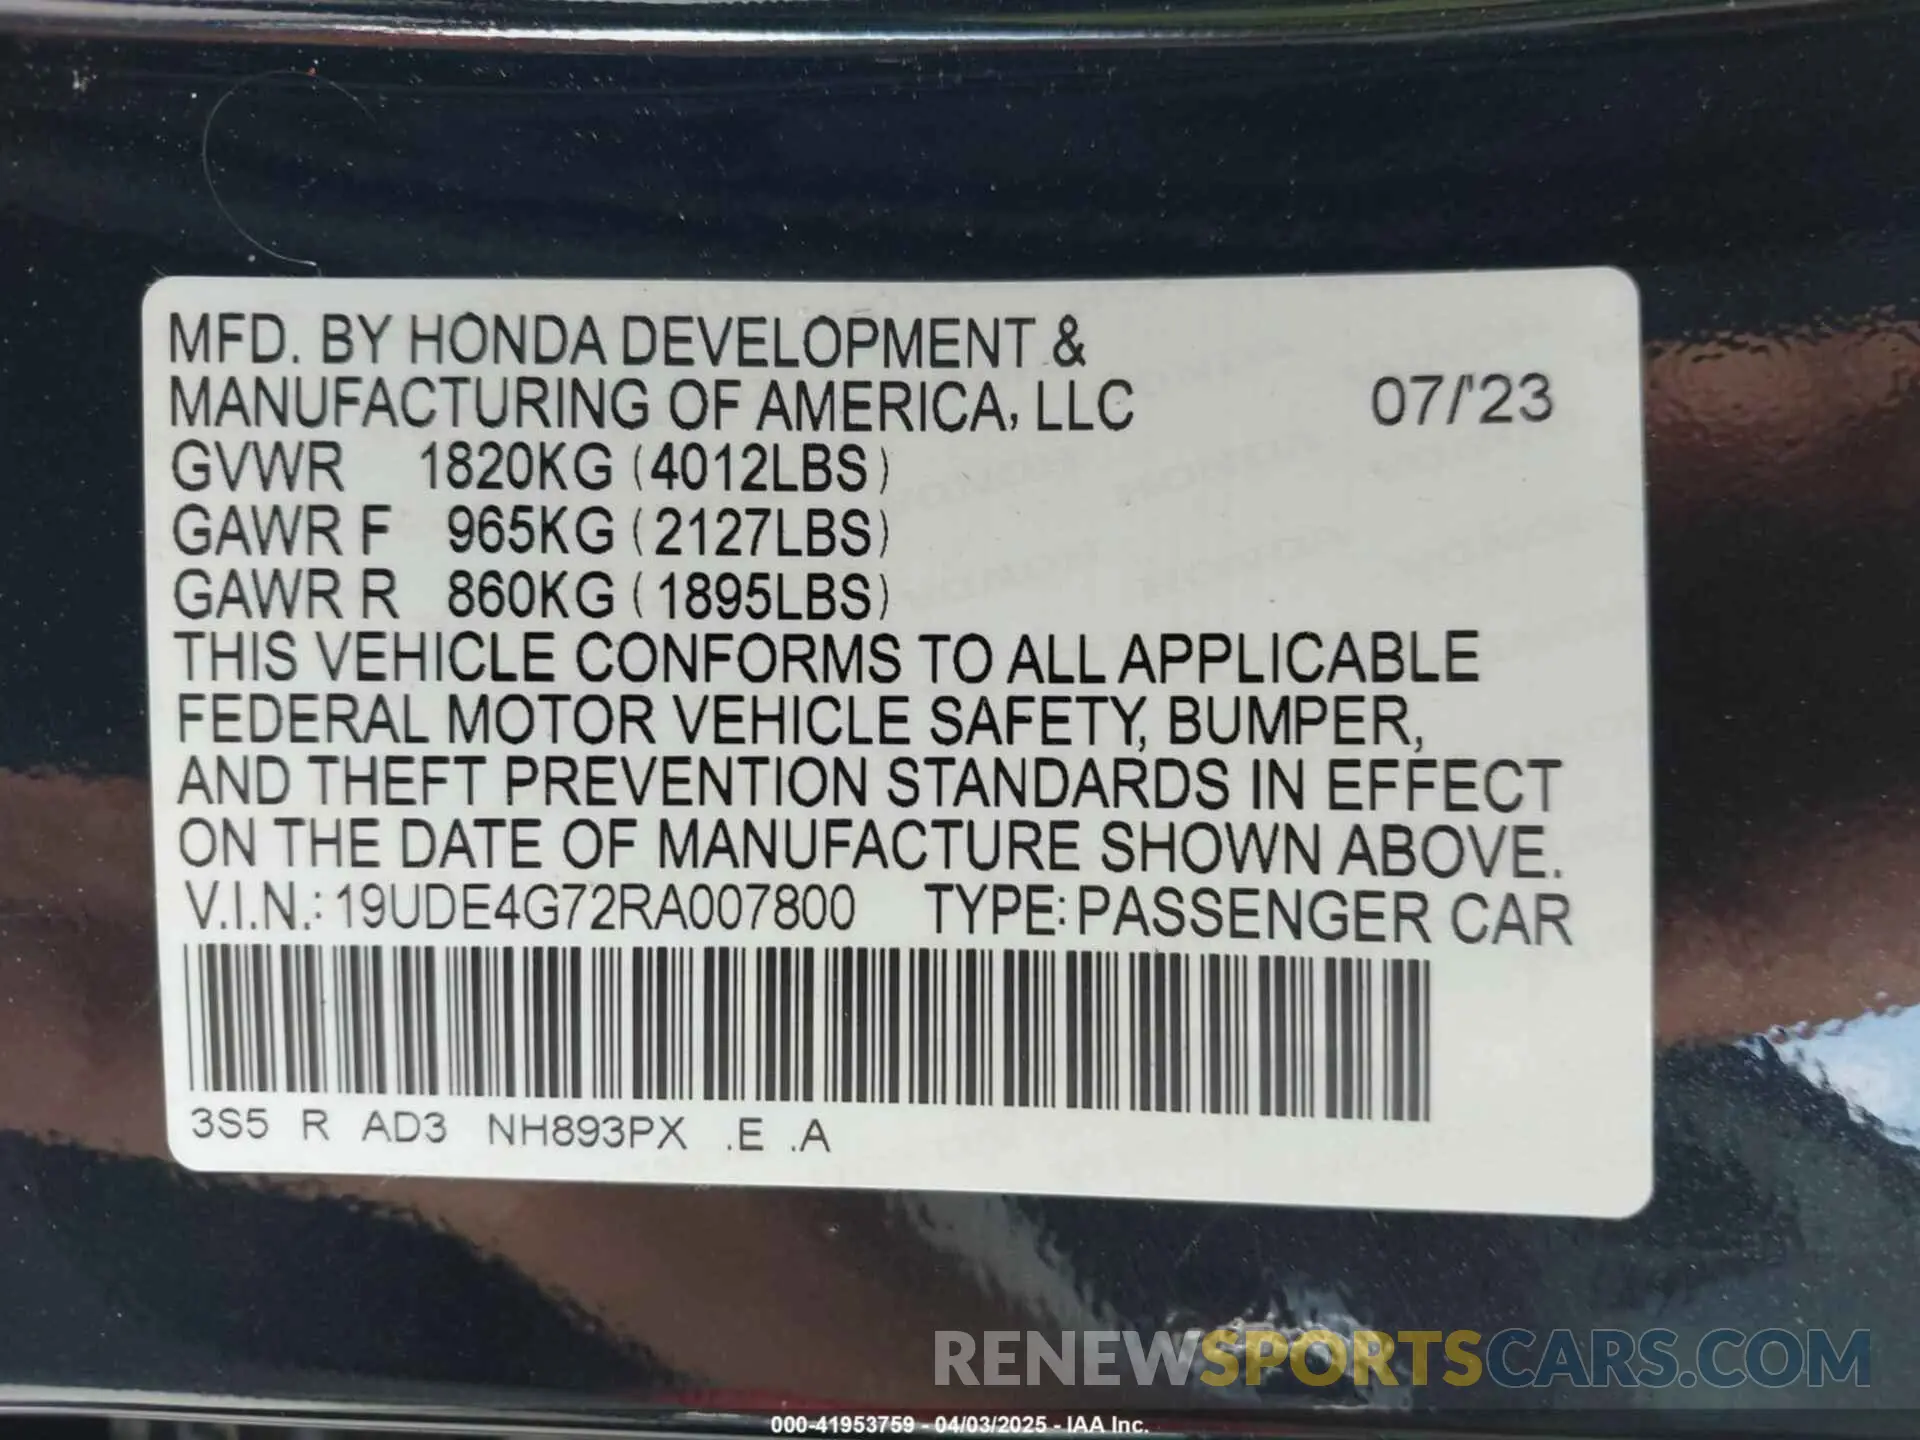 MFD. BY HONDA DEVELOPMENT &
MANUFACTURING OF AMERICA, LLC 07/'23
GVWR 1820KG (4012LBS)
GAWR F 965KG (2127LBS)
GAWR R 860KG (1895LBS)
THIS VEHICLE CONFORMS TO ALL APPLICABLE
FEDERAL MOTOR VEHICLE SAFETY, BUMPER,
AND THEFT PREVENTION STANDARDS IN EFFECT
ON THE DATE OF MANUFACTURE SHOWN ABOVE.
V.I.N.: 19UDE4G72RA007800 TYPE: PASSENGER CAR
3S5 R AD3 NH893PX .E .A
RENEWSPORTSCARS.COM
000-41953759 - 04/03/2025 - IAA Inc.